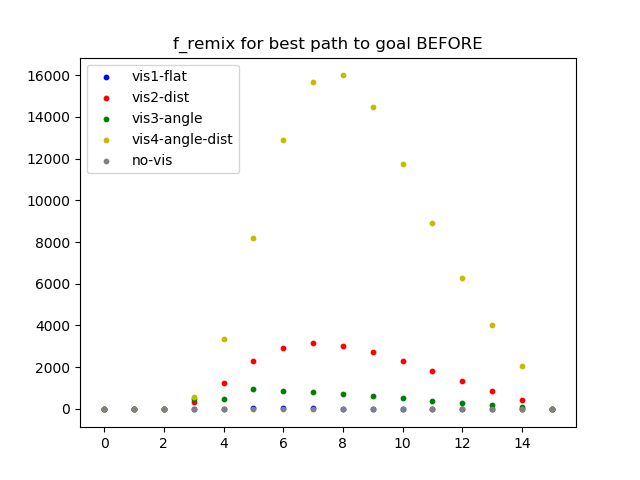 f_remix for best path to goal BEFORE
vis1-flat
vis2-dist
vis3-angle
vis4-angle-dist
no-vis
16000
14000
12000
10000
8000
6000
4000
2000
0
0 2 4 6 8 10 12 14